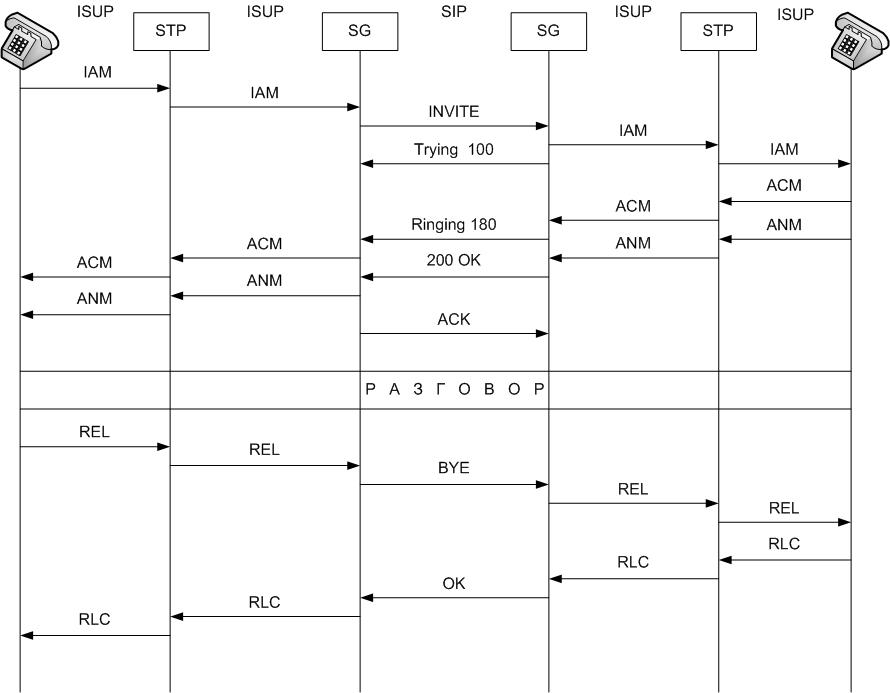 ISUP ISUP SIP ISUP ISUP
STP SG SG STP
IAM
IAM
INVITE
IAM
Trying 100
IAM
ACM
ACM
Ringing 180
ANM
ACM
ANM
200 OK
ACM
ANM
ANM
ACK
Р А З Г О В О Р
REL
REL
BYE
REL
REL
RLC
RLC
OK
RLC
RLC